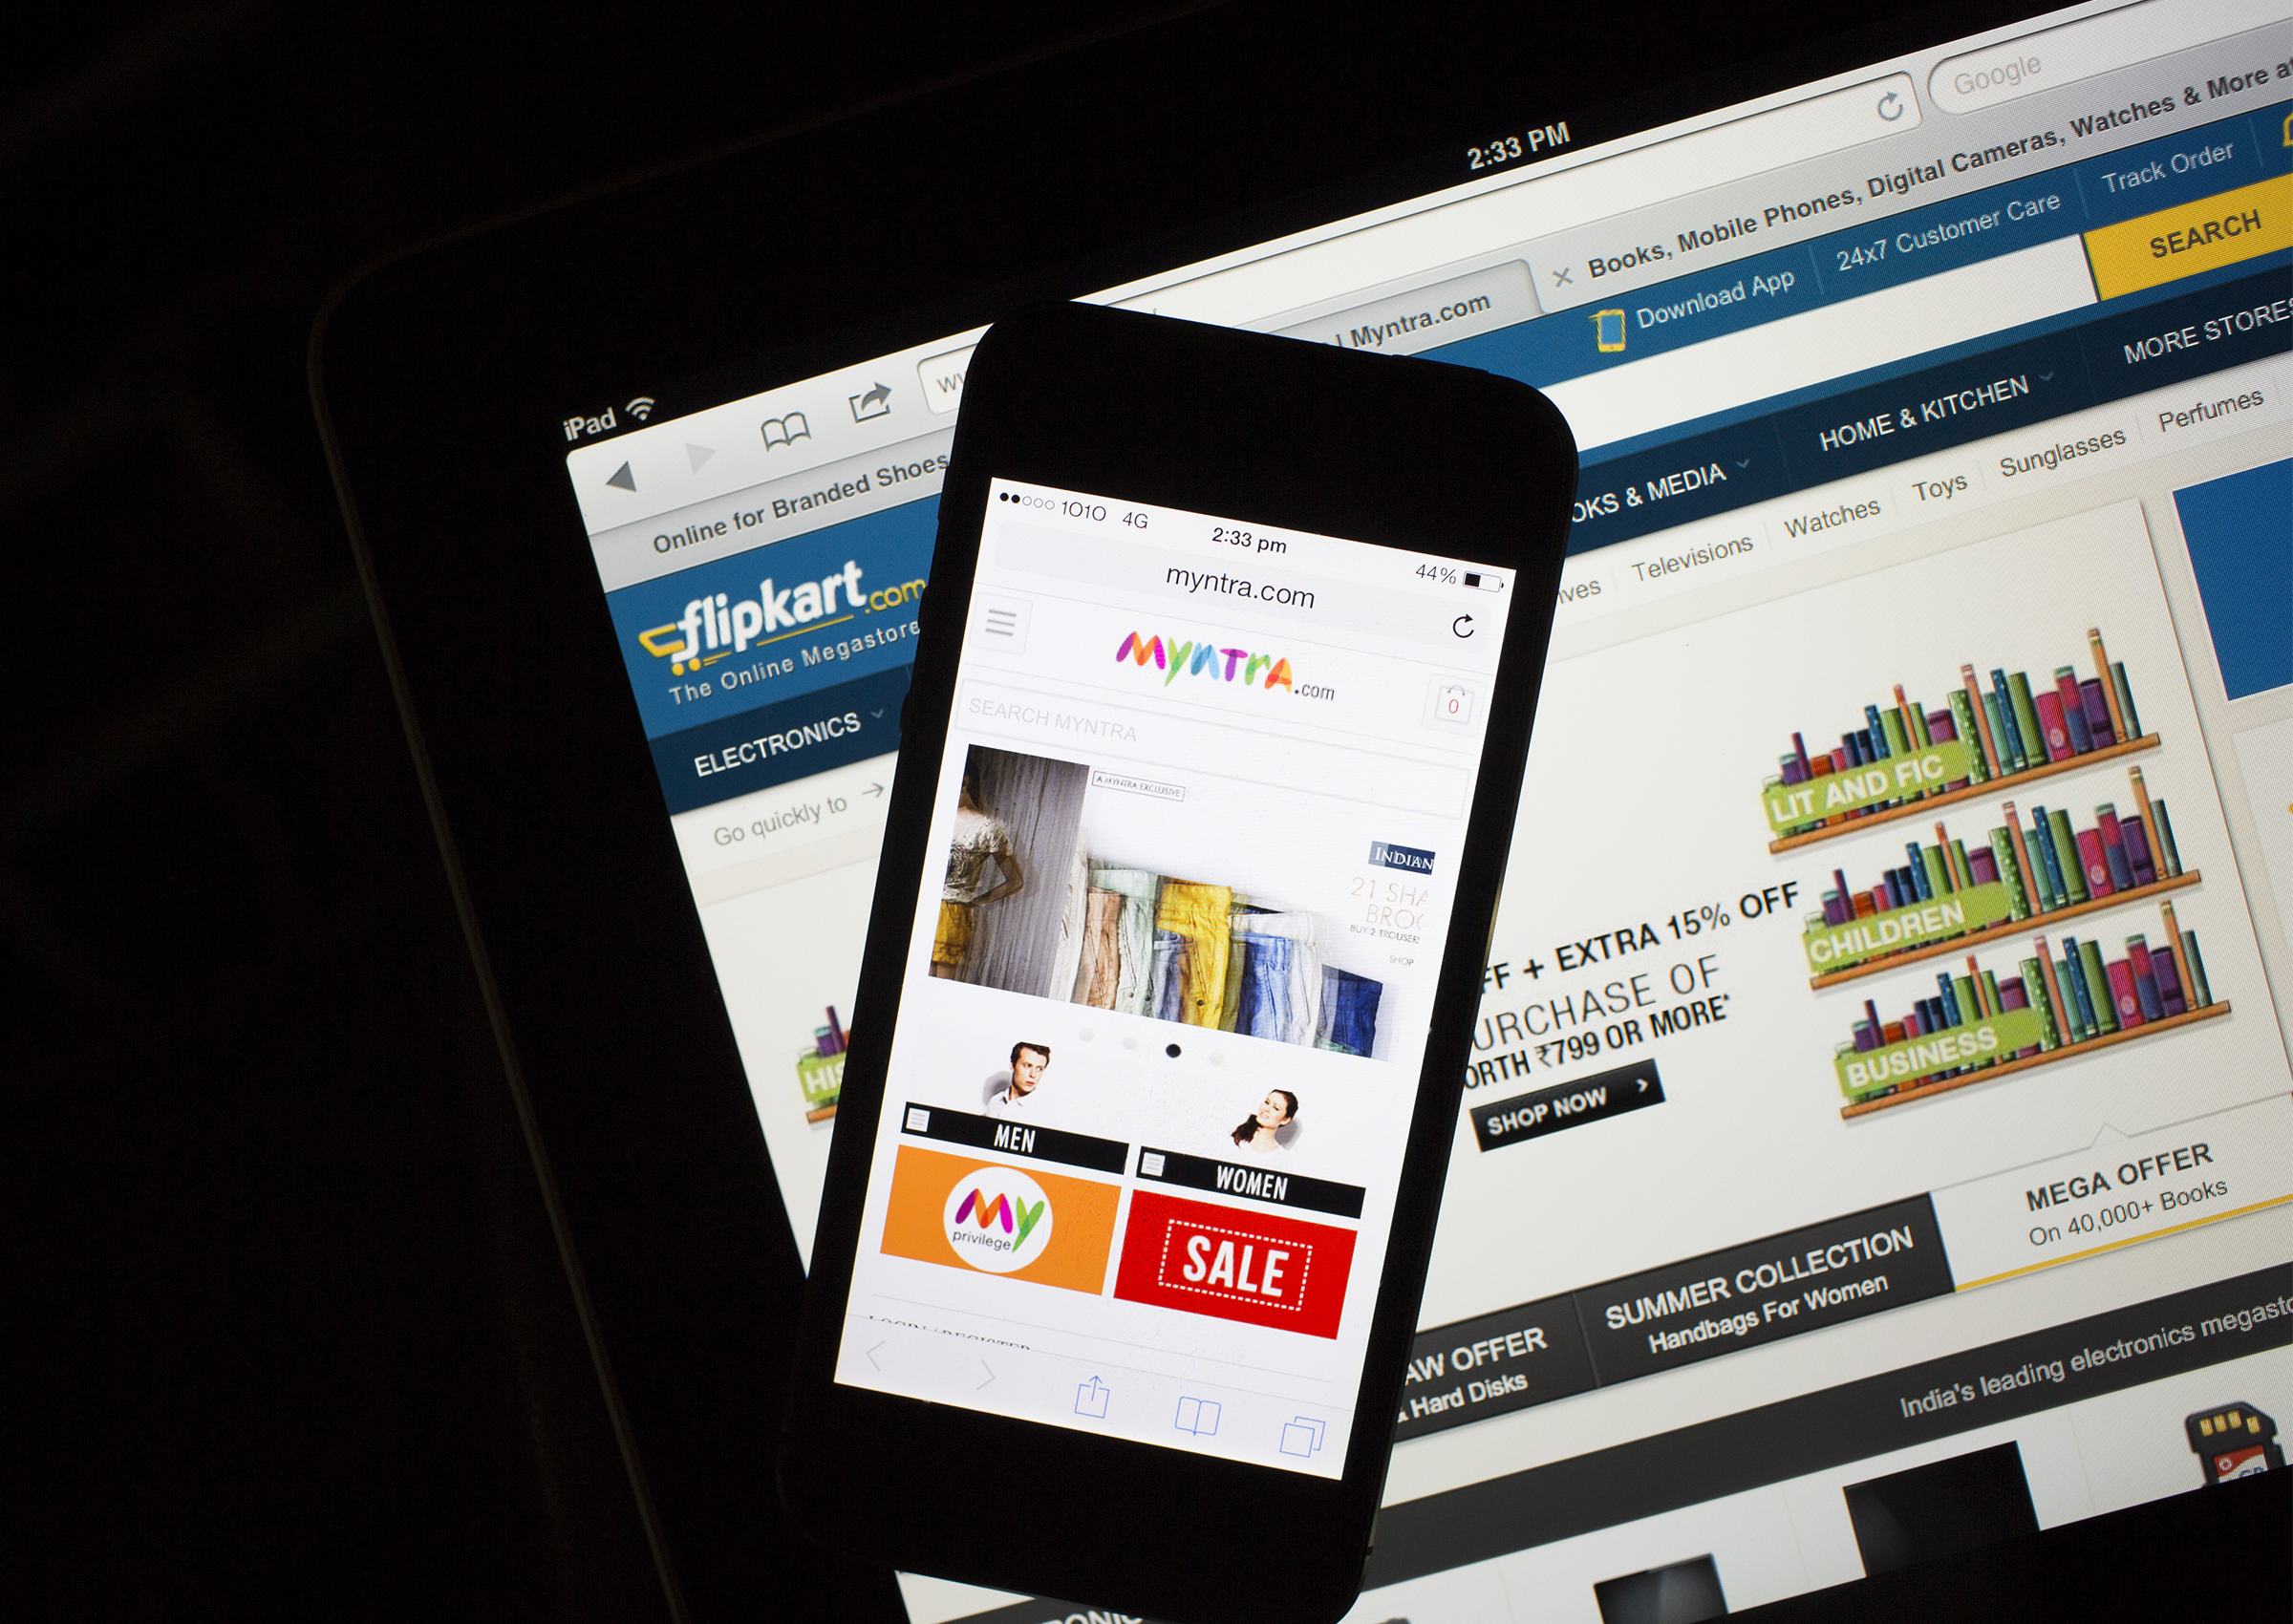 2:33 PM
Google
iPad
Books, Mobile Phones, Digital Cameras, Watches & More at
| Myntra.com
Online for Branded Shoes
Download App
24x7 Customer Care
Track Order
SEARCH
flipkart.com
The Online Megastore
ELECTRONICS
OKS & MEDIA
HOME & KITCHEN
MORE STORES
Go quickly to
Televisions
Watches
Toys
Sunglasses
Perfumes
LIT AND FIC
CHILDREN
BUSINESS
HIS
FF + EXTRA 15% OFF
URCHASE OF
ORTH ₹799 OR MORE*
SHOP NOW
MEGA OFFER
On 40,000+ Books
SUMMER COLLECTION
Handbags For Women
AW OFFER
& Hard Disks
India's leading electronics megasto
1O1O 4G
2:33 pm
44%
myntra.com
Myntra.com
0
SEARCH MYNTRA
A MYNTRA EXCLUSIVE
INDIAN
21 SHA
BRO
BUY 2 TROUSER
SHOP
MEN
WOMEN
My
privilege
SALE